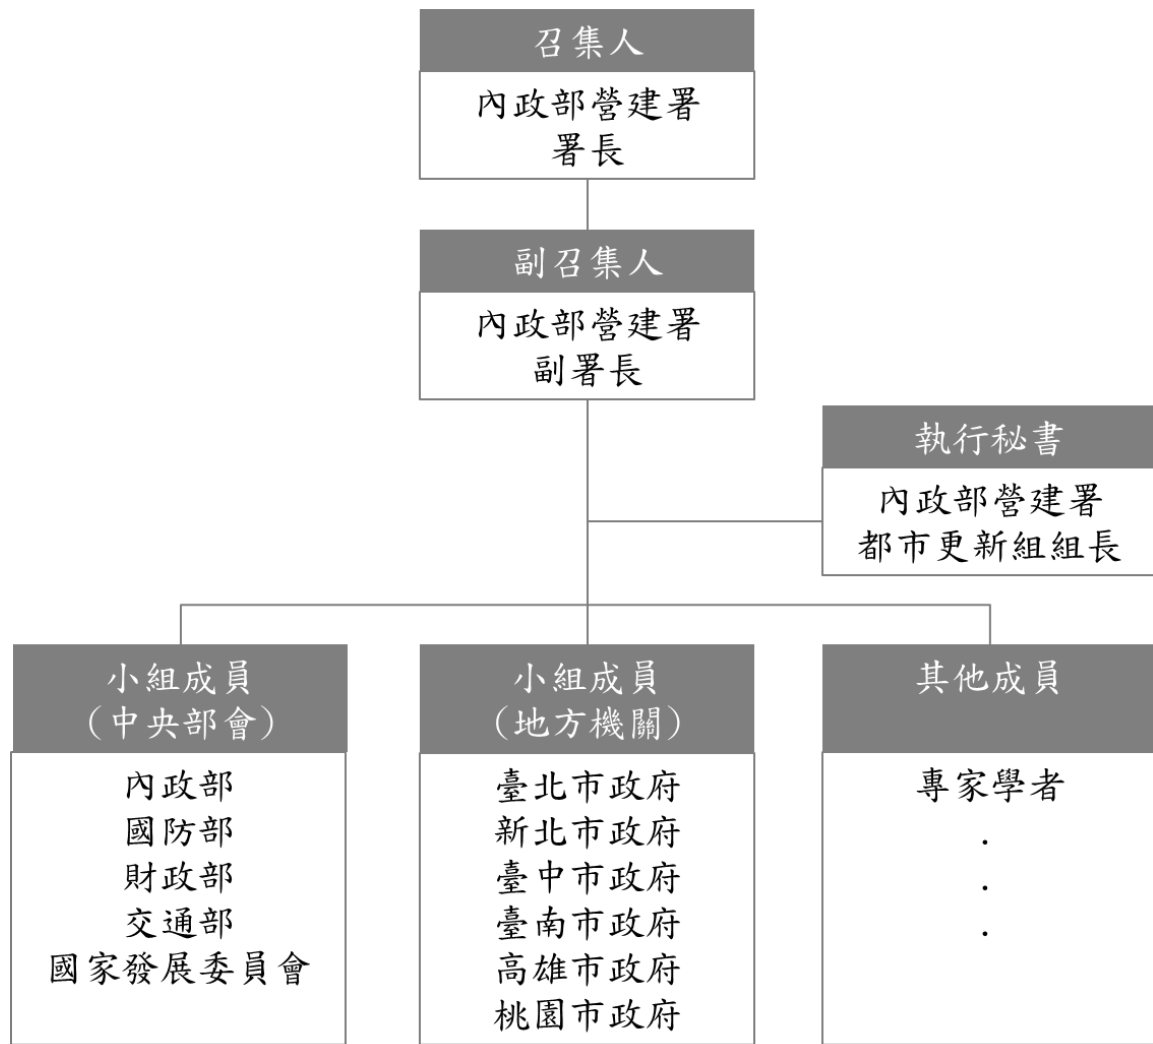 召集人
內政部營建署
署長
副召集人
內政部營建署
副署長
執行秘書
內政部營建署
都市更新組組長
小組成員
（中央部會）
內政部
國防部
財政部
交通部
國家發展委員會
小組成員
（地方機關）
臺北市政府
新北市政府
臺中市政府
臺南市政府
高雄市政府
桃園市政府
其他成員
專家學者
.
.
.